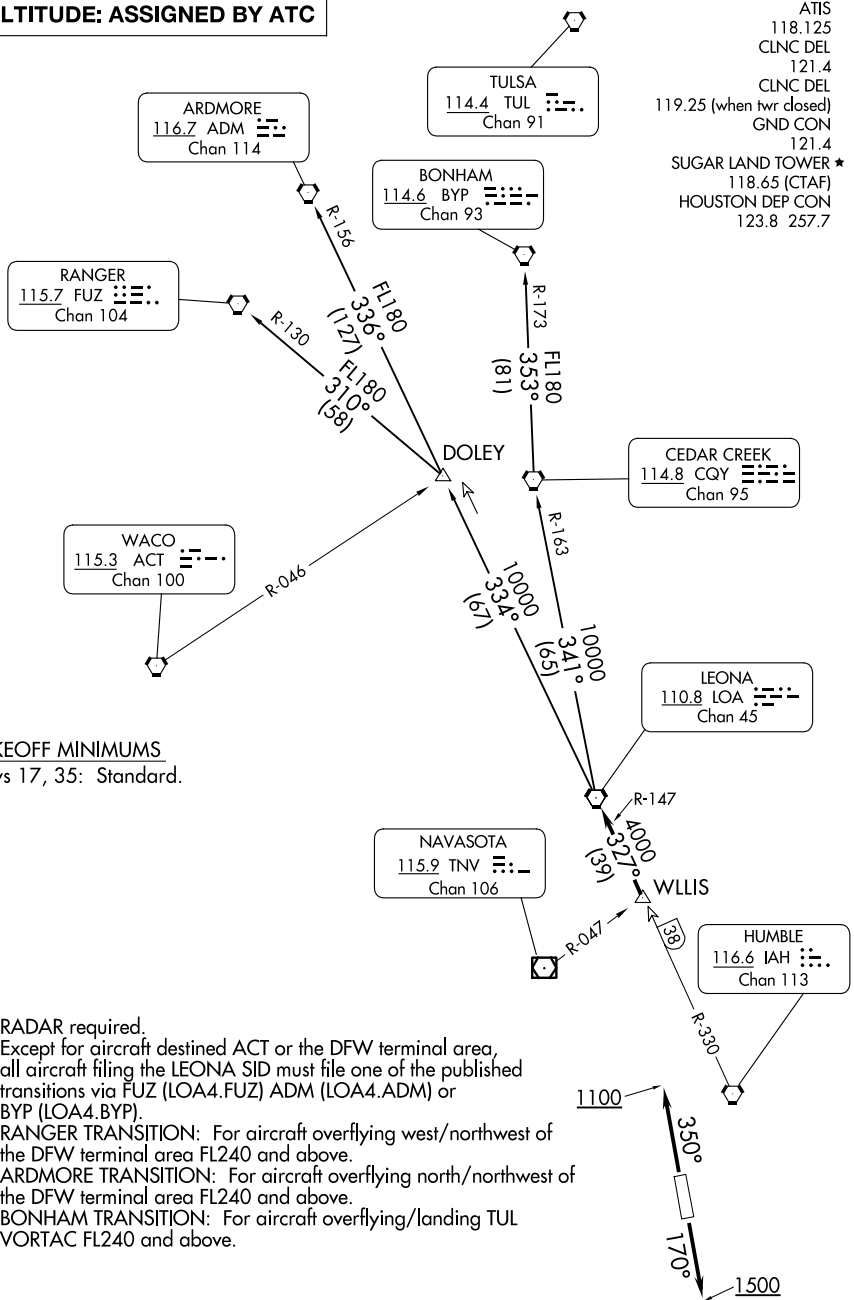 LTITUDE: ASSIGNED BY ATC
ATIS
118.125
CLNC DEL
121.4
CLNC DEL
119.25 (when twr closed)
GND CON
121.4
SUGAR LAND TOWER ★
118.65 (CTAF)
HOUSTON DEP CON
123.8 257.7
TULSA
114.4 TUL
Chan 91
ARDMORE
116.7 ADM
Chan 114
BONHAM
114.6 BYP
Chan 93
RANGER
115.7 FUZ
Chan 104
R-156
R-130
R-173
FL180
336°
(127)
FL180
310°
(58)
FL180
353°
(81)
DOLEY
CEDAR CREEK
114.8 CQY
Chan 95
WACO
115.3 ACT
Chan 100
R-046
R-163
10000
334°
(67)
10000
341°
(65)
LEONA
110.8 LOA
Chan 45
KEOFF MINIMUMS
ys 17, 35: Standard.
R-147
4000
327°
(39)
NAVASOTA
115.9 TNV
Chan 106
WLLIS
R-047
38
HUMBLE
116.6 IAH
Chan 113
R-330
RADAR required.
Except for aircraft destined ACT or the DFW terminal area,
all aircraft filing the LEONA SID must file one of the published
transitions via FUZ (LOA4.FUZ) ADM (LOA4.ADM) or
BYP (LOA4.BYP).
RANGER TRANSITION: For aircraft overflying west/northwest of
the DFW terminal area FL240 and above.
ARDMORE TRANSITION: For aircraft overflying north/northwest of
the DFW terminal area FL240 and above.
BONHAM TRANSITION: For aircraft overflying/landing TUL
VORTAC FL240 and above.
1100
350°
170°
1500